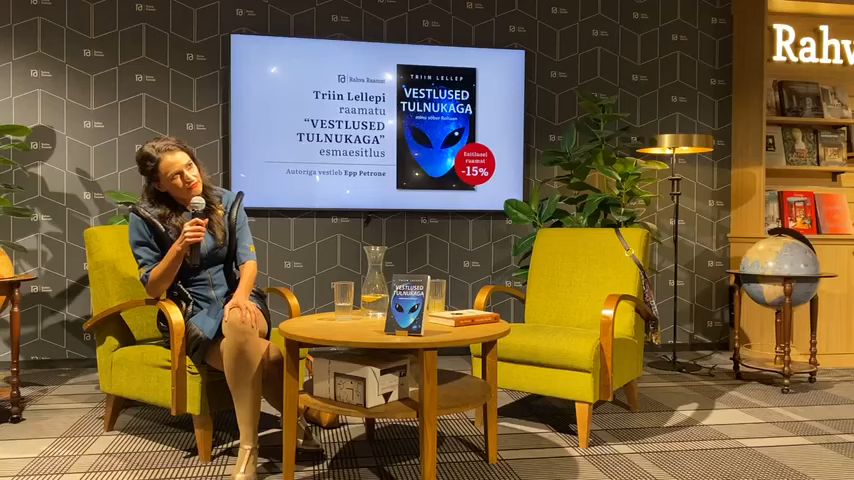 Rahva Raamat
Triin Lellepi
raamatu
"VESTLUSED
TULNUKAGA"
esmaesitlus
Autoriga vestleb Epp Petrone
TRIIN LELLEP
VESTLUSED
TULNUKAGA
Esitlusel
raamat
-15%
Rahv
VESTLUSED
TULNUKAGA